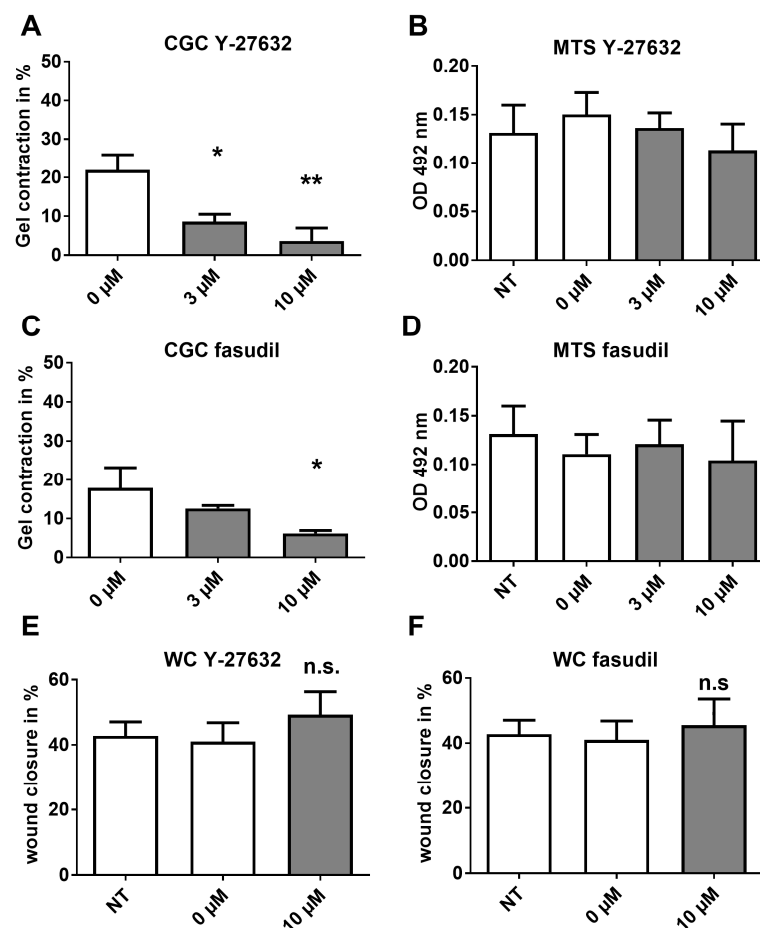 A
CGC Y-27632
Gel contraction in %
50
40
30
20
10
0
*
**
0 µM
3 µM
10 µM
B
MTS Y-27632
OD 492 nm
0.20
0.15
0.10
0.05
0.00
NT
0 µM
3 µM
10 µM
C
CGC fasudil
Gel contraction in %
50
40
30
20
10
0
*
0 µM
3 µM
10 µM
D
MTS fasudil
OD 492 nm
0.20
0.15
0.10
0.05
0.00
NT
0 µM
3 µM
10 µM
E
WC Y-27632
wound closure in %
60
40
20
0
n.s.
NT
0 µM
10 µM
F
WC fasudil
wound closure in %
60
40
20
0
n.s
NT
0 µM
10 µM